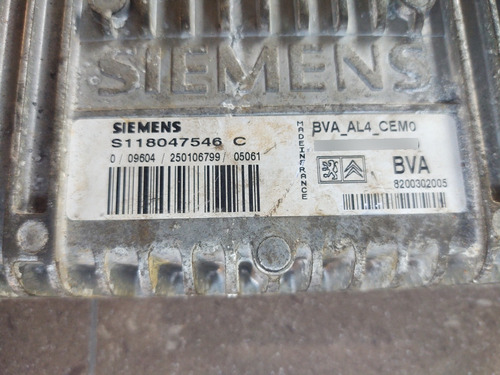 SIEMENS
SIEMENS
S118047546 C
0 / 09604 / 250106799 / 05061
MADE IN FRANCE
BVA_AL4_CEM0
BVA
8200302005